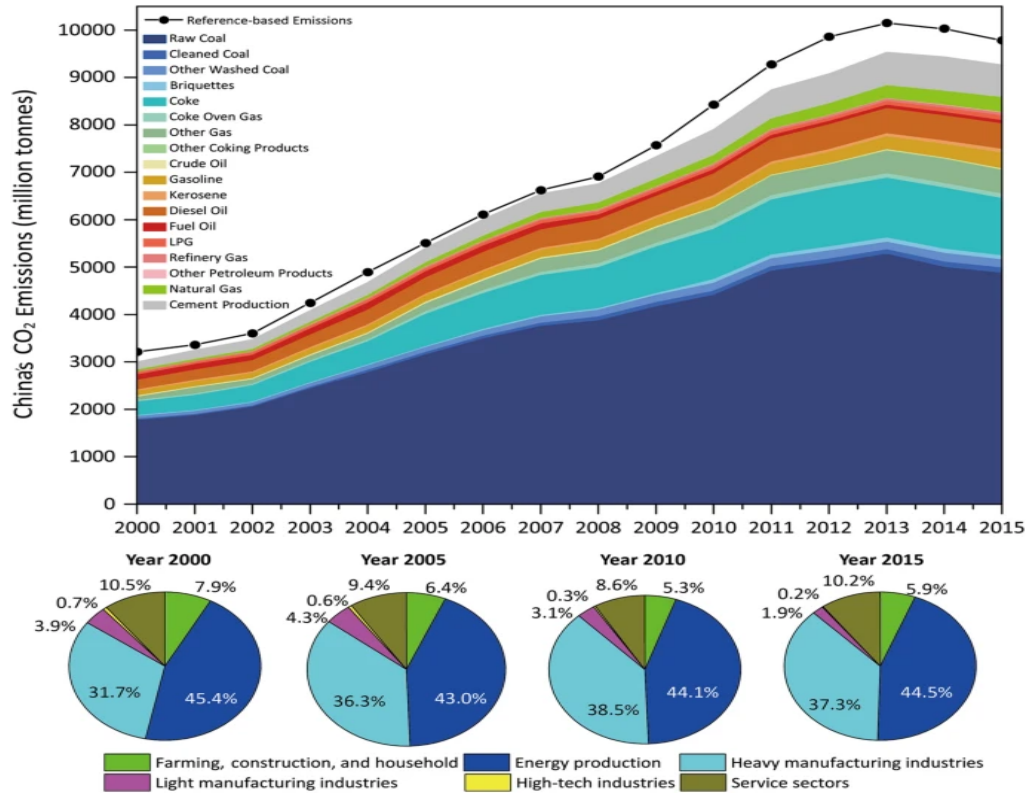 China's CO2 Emissions (million tonnes)
10000
9000
8000
7000
6000
5000
4000
3000
2000
1000
0
Reference-based Emissions
Raw Coal
Cleaned Coal
Other Washed Coal
Briquettes
Coke
Coke Oven Gas
Other Gas
Other Coking Products
Crude Oil
Gasoline
Kerosene
Diesel Oil
Fuel Oil
LPG
Refinery Gas
Other Petroleum Products
Natural Gas
Cement Production
2000 2001 2002 2003 2004 2005 2006 2007 2008 2009 2010 2011 2012 2013 2014 2015
Year 2000
10.5%
7.9%
0.7%
3.9%
31.7%
45.4%
Year 2005
9.4%
6.4%
0.6%
4.3%
36.3%
43.0%
Year 2010
8.6%
5.3%
0.3%
3.1%
38.5%
44.1%
Year 2015
10.2%
5.9%
0.2%
1.9%
37.3%
44.5%
Farming, construction, and household
Energy production
Heavy manufacturing industries
Light manufacturing industries
High-tech industries
Service sectors